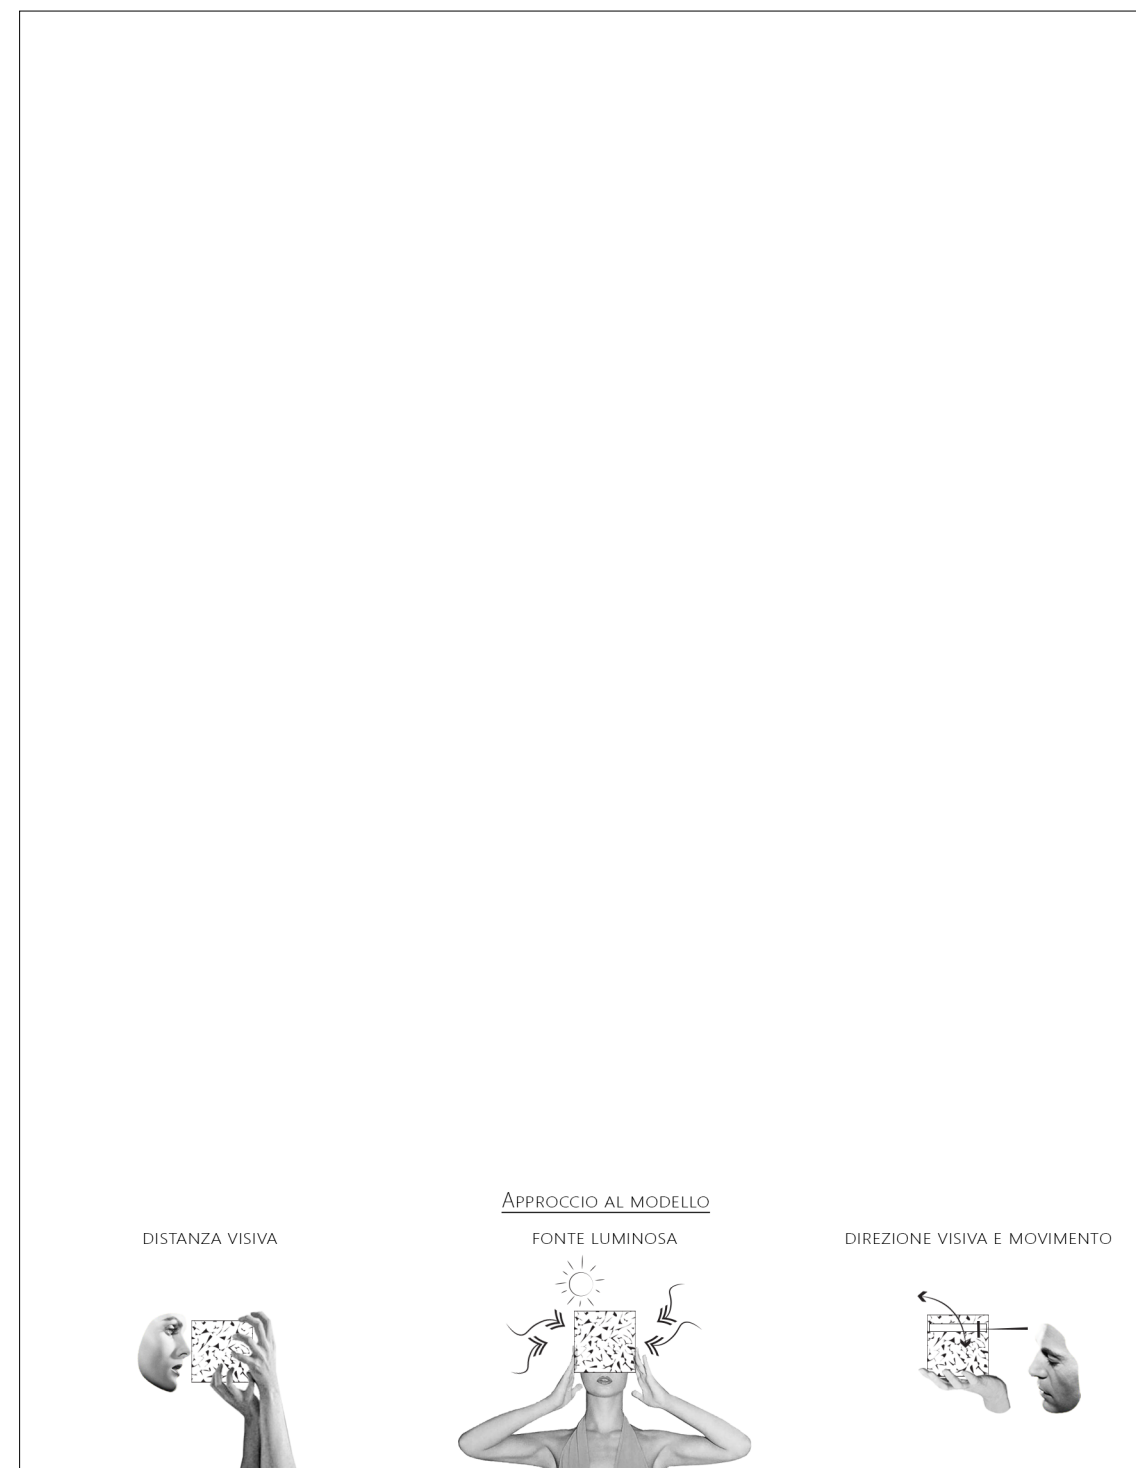 Approccio al modello
distanza visiva
fonte luminosa
direzione visiva e movimento